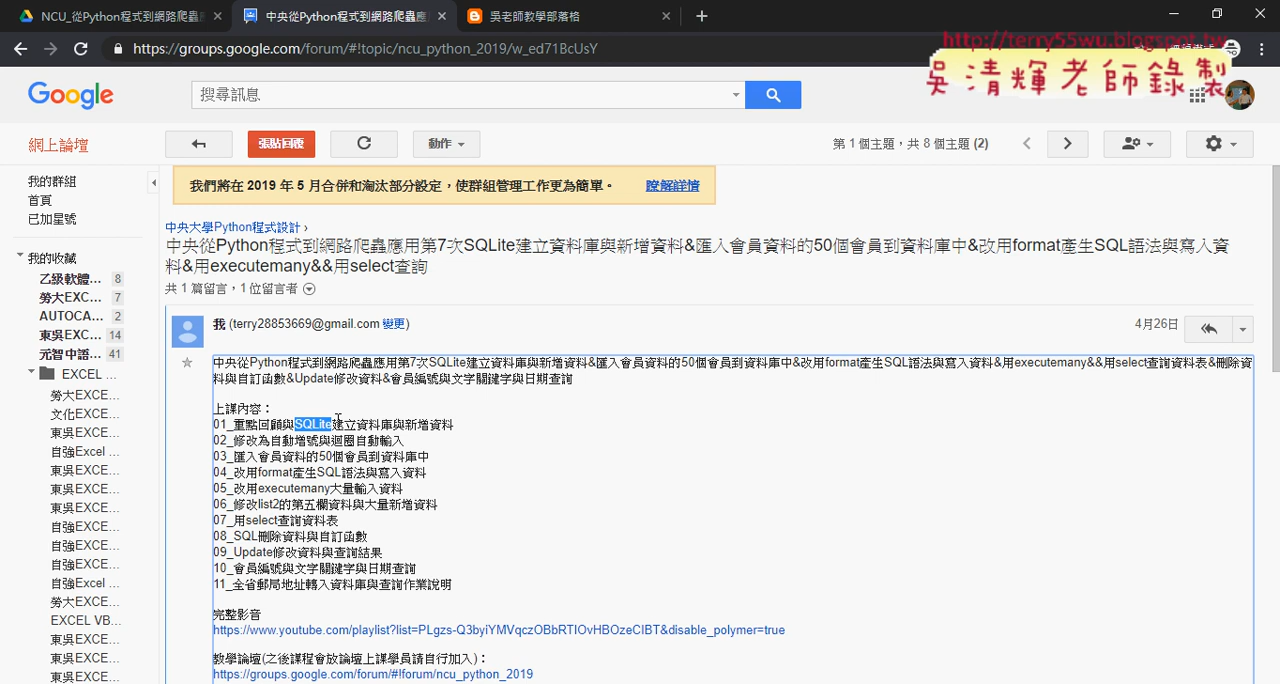 NCU_從Python程式到網路爬蟲
中央從Python程式到網路爬蟲應
吳老師教學部落格
https://groups.google.com/forum/#!topic/ncu_python_2019/w_ed71BcUsY
http://terry55wu.blogspot.tw
吳清輝老師錄製
Google
搜尋訊息
網上論壇
張貼回覆
動作
第 1 個主題，共 8 個主題 (2)
我的群組
首頁
已加星號
我們將在 2019 年 5 月合併和淘汰部分設定，使群組管理工作更為簡單。 瞭解詳情
中央大學Python程式設計 ›
中央從Python程式到網路爬蟲應用第7次SQLite建立資料庫與新增資料&匯入會員資料的50個會員到資料庫中&改用format產生SQL語法與寫入資
料&用executemany&&用select查詢
共 1 篇留言，1 位留言者
我的收藏
乙級軟體... 8
勞大EXC... 7
AUTOCA... 2
東吳EXC... 14
元智中語... 41
EXCEL ...
勞大EXCE...
文化EXCE...
東吳EXCE...
自強Excel ...
東吳EXCE...
東吳EXCE...
東吳EXCE...
自強EXCE...
自強EXCE...
自強EXCE...
自強Excel ...
勞大EXCE...
EXCEL VB...
東吳EXCE...
東吳EXCE...
東吳EXCE...
我 (terry28853669@gmail.com 變更)
4月26日
中央從Python程式到網路爬蟲應用第7次SQLite建立資料庫與新增資料&匯入會員資料的50個會員到資料庫中&改用format產生SQL語法與寫入資料&用executemany&&用select查詢資料表&刪除資
料與自訂函數&Update修改資料&會員編號與文字關鍵字與日期查詢
上課內容：
01_重點回顧與SQLite建立資料庫與新增資料
02_修改為自動增號與迴圈自動輸入
03_匯入會員資料的50個會員到資料庫中
04_改用format產生SQL語法與寫入資料
05_改用executemany大量輸入資料
06_修改list2的第五欄資料與大量新增資料
07_用select查詢資料表
08_SQL刪除資料與自訂函數
09_Update修改資料與查詢結果
10_會員編號與文字關鍵字與日期查詢
11_全省郵局地址轉入資料庫與查詢作業說明
完整影音
https://www.youtube.com/playlist?list=PLgzs-Q3byiYMVqczOBbRTIOvHBOzeCIBT&disable_polymer=true
教學論壇(之後課程會放論壇上課學員請自行加入)：
https://groups.google.com/forum/#!forum/ncu_python_2019